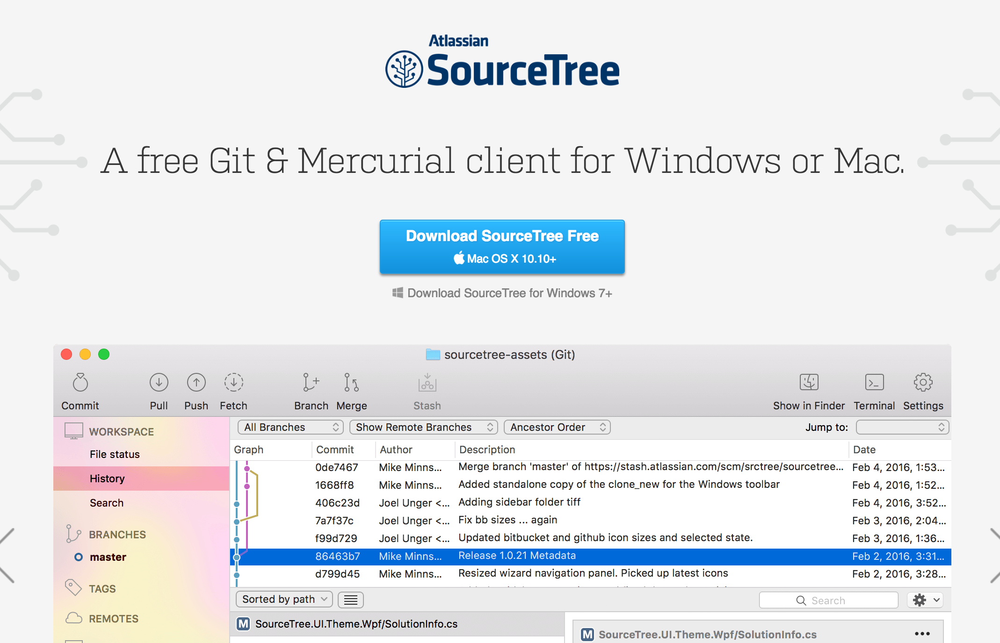 Atlassian
SourceTree
A free Git & Mercurial client for Windows or Mac.
Download SourceTree Free
Mac OS X 10.10+
Download SourceTree for Windows 7+
sourcetree-assets (Git)
Commit Pull Push Fetch Branch Merge Stash Show in Finder Terminal Settings
WORKSPACE
File status
History
Search
BRANCHES
master
TAGS
REMOTES
All Branches Show Remote Branches Ancestor Order Jump to:
Graph Commit Author Description Date
0de7467 Mike Minns... Merge branch 'master' of https://stash.atlassian.com/scm/srctree/sourcetree... Feb 4, 2016, 1:53...
1668ff8 Mike Minns... Added standalone copy of the clone_new for the Windows toolbar Feb 4, 2016, 1:52...
406c23d Joel Unger <... Adding sidebar folder tiff Feb 4, 2016, 3:52...
7a7f37c Joel Unger <... Fix bb sizes ... again Feb 3, 2016, 2:04...
f99d729 Joel Unger <... Updated bitbucket and github icon sizes and selected state. Feb 3, 2016, 1:36...
86463b7 Mike Minns... Release 1.0.21 Metadata Feb 2, 2016, 3:31...
d799d45 Mike Minns... Resized wizard navigation panel. Picked up latest icons Feb 2, 2016, 3:28...
Sorted by path Search
M SourceTree.UI.Theme.Wpf/SolutionInfo.cs
M SourceTree.UI.Theme.Wpf/SolutionInfo.cs